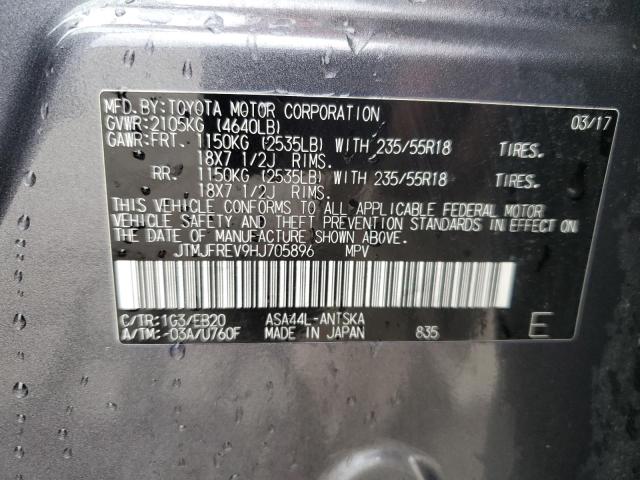 MFD.BY:TOYOTA MOTOR CORPORATION 03/17
GVWR:2105KG (4640LB)
GAWR:FRT. 1150KG (2535LB) WITH 235/55R18 TIRES.
18X7 1/2J RIMS.
RR. 1150KG (2535LB) WITH 235/55R18 TIRES.
18X7 1/2J RIMS.
THIS VEHICLE CONFORMS TO ALL APPLICABLE FEDERAL MOTOR
VEHICLE SAFETY AND THEFT PREVENTION STANDARDS IN EFFECT ON
THE DATE OF MANUFACTURE SHOWN ABOVE.
JTMJFREV9HJ705896 MPV
C/TR:1G3/EB20 ASA44L-ANTSKA
A/TM:-03A/U760F MADE IN JAPAN 835 E